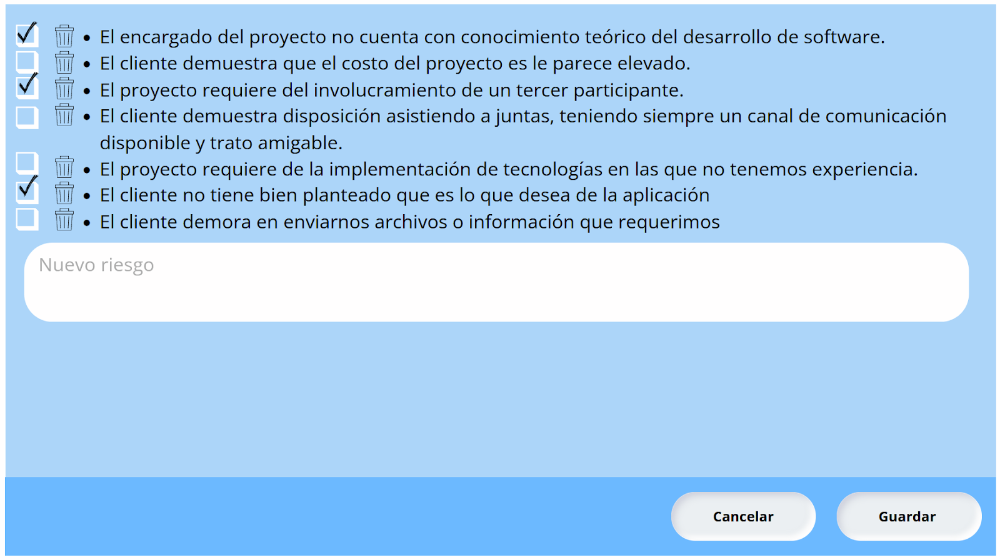 • El encargado del proyecto no cuenta con conocimiento teórico del desarrollo de software.
• El cliente demuestra que el costo del proyecto es le parece elevado.
• El proyecto requiere del involucramiento de un tercer participante.
• El cliente demuestra disposición asistiendo a juntas, teniendo siempre un canal de comunicación
disponible y trato amigable.
• El proyecto requiere de la implementación de tecnologías en las que no tenemos experiencia.
• El cliente no tiene bien planteado que es lo que desea de la aplicación
• El cliente demora en enviarnos archivos o información que requerimos
Nuevo riesgo
Cancelar
Guardar